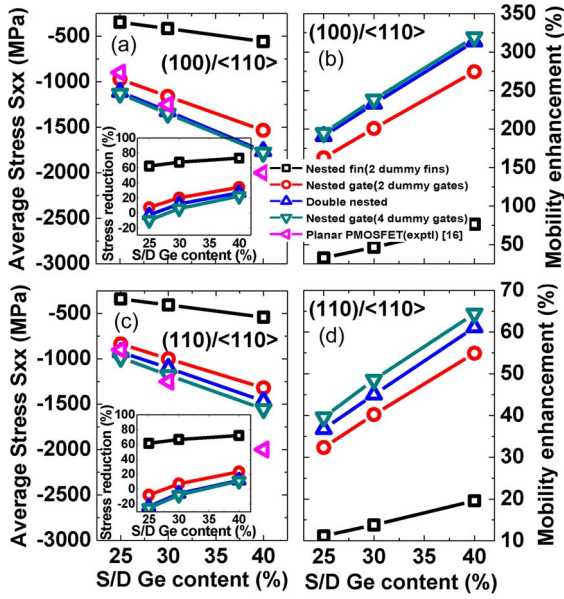 (a)
(100)/<110>
Average Stress Sxx (MPa)
-500
-1000
-1500
-2000
-2500
-3000
Stress reduction (%)
100
80
60
40
20
0
-20
25 30 35 40
S/D Ge content (%)
(b)
(100)/<110>
Mobility enhancement (%)
350
300
250
200
150
100
50
Nested fin(2 dummy fins)
Nested gate(2 dummy gates)
Double nested
Nested gate(4 dummy gates)
Planar PMOSFET(exptl) [16]
(c)
(110)/<110>
Average Stress Sxx (MPa)
-500
-1000
-1500
-2000
-2500
-3000
Stress reduction (%)
100
80
60
40
20
0
-20
25 30 35 40
S/D Ge content (%)
25 30 35 40
S/D Ge content (%)
(110)/<110>
(d)
Mobility enhancement (%)
70
60
50
40
30
20
10
25 30 35 40
S/D Ge content (%)